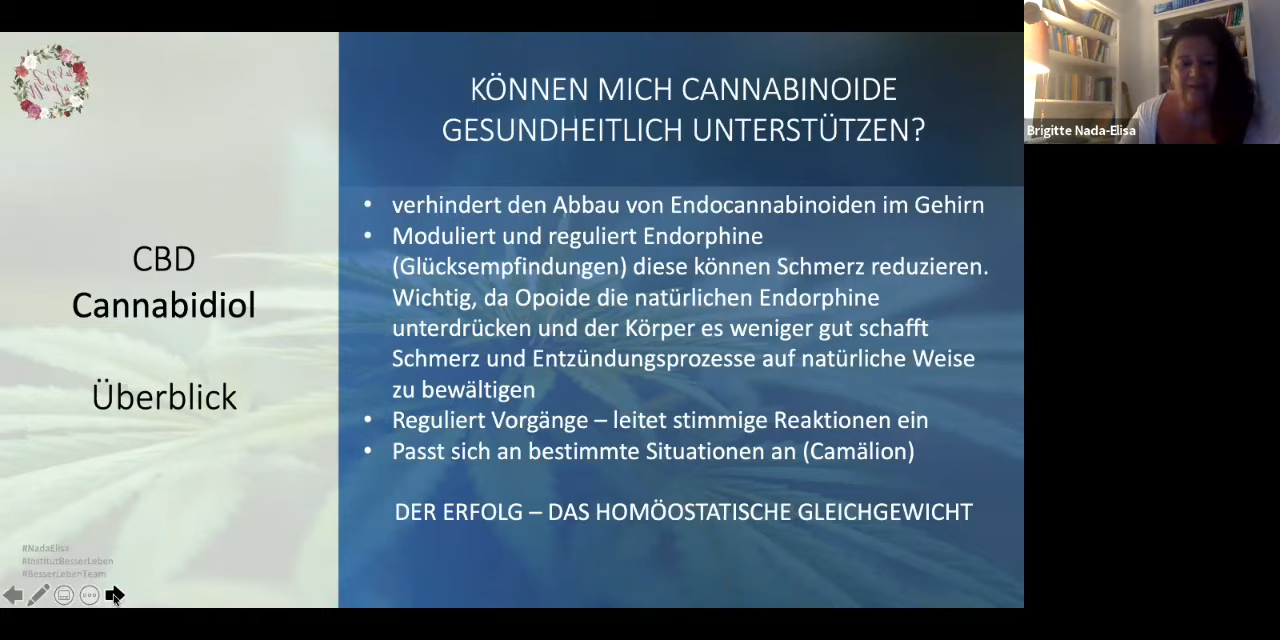 KÖNNEN MICH CANNABINOIDE
GESUNDHEITLICH UNTERSTÜTZEN?
Brigitte Nada-Elisa
CBD
Cannabidiol
Überblick
• verhindert den Abbau von Endocannabinoiden im Gehirn
• Moduliert und reguliert Endorphine
(Glücksempfindungen) diese können Schmerz reduzieren.
Wichtig, da Opoide die natürlichen Endorphine
unterdrücken und der Körper es weniger gut schafft
Schmerz und Entzündungsprozesse auf natürliche Weise
zu bewältigen
• Reguliert Vorgänge – leitet stimmige Reaktionen ein
• Passt sich an bestimmte Situationen an (Camälion)
DER ERFOLG – DAS HOMÖOSTATISCHE GLEICHGEWICHT
#NadaElisa
#InstitutBesserLeben
#BesserLebenTeam